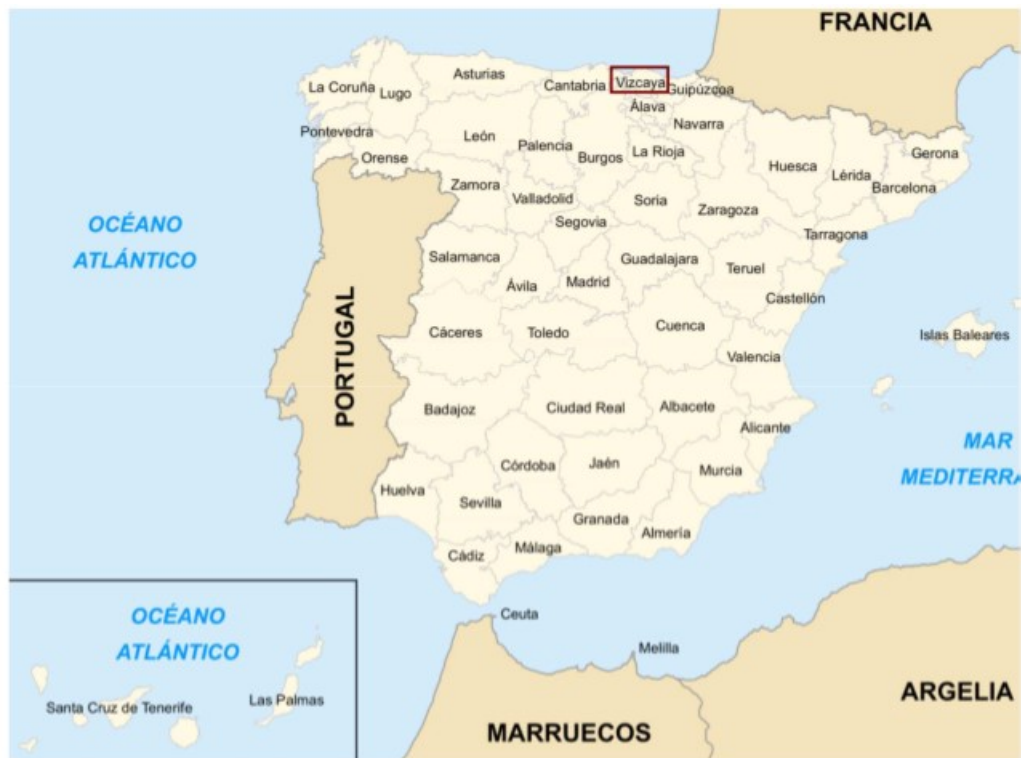 FRANCIA
Asturias
Cantabria
Vizcaya
Guipúzcoa
La Coruña
Lugo
Álava
Navarra
Pontevedra
León
Palencia
Burgos
La Rioja
Orense
Huesca
Lérida
Gerona
Barcelona
Zamora
Valladolid
Soria
Zaragoza
Segovia
Tarragona
OCÉANO
ATLÁNTICO
Salamanca
Guadalajara
Teruel
Ávila
Madrid
Castellón
Cáceres
Toledo
Cuenca
Islas Baleares
Valencia
PORTUGAL
Badajoz
Ciudad Real
Albacete
Alicante
MAR
MEDITERRA
Córdoba
Jaén
Murcia
Huelva
Sevilla
Granada
Almería
Cádiz
Málaga
Ceuta
Melilla
OCÉANO
ATLÁNTICO
Santa Cruz de Tenerife
Las Palmas
ARGELIA
MARRUECOS